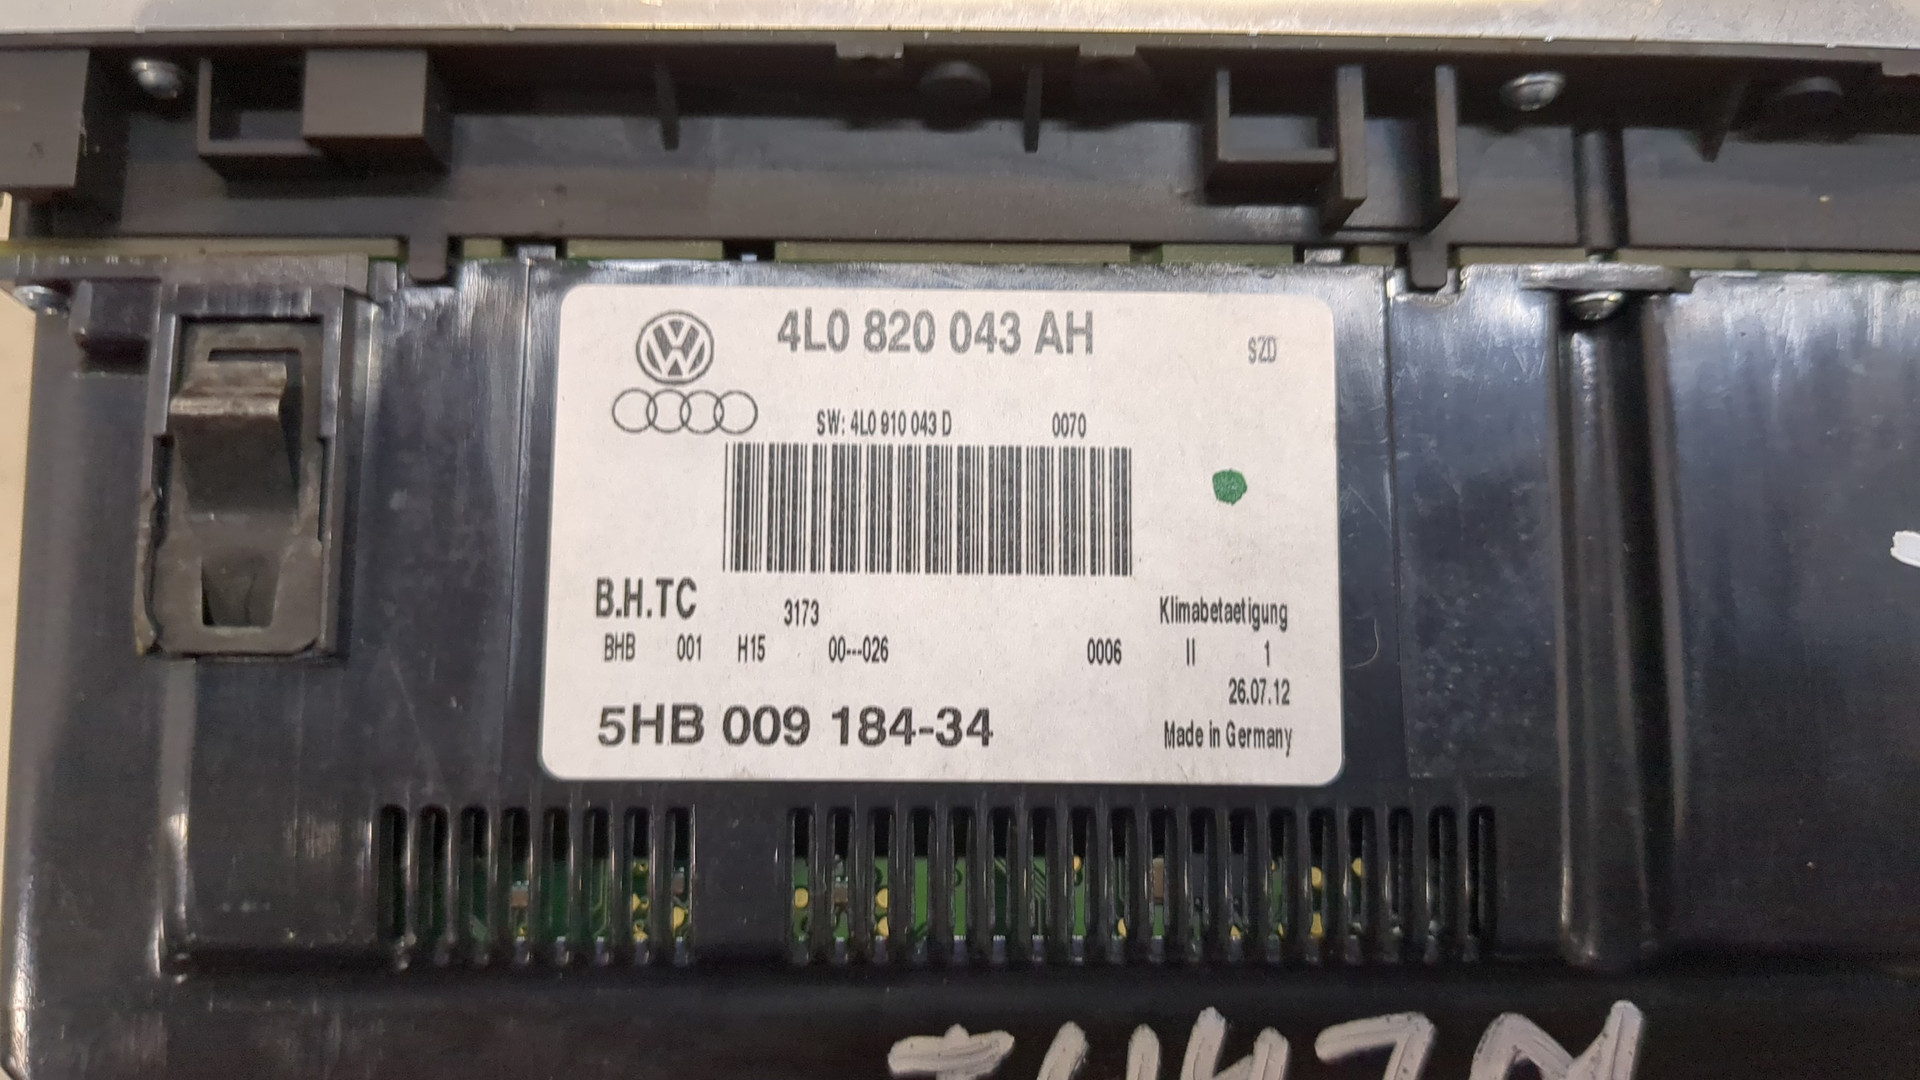 4L0 820 043 AH
SZD
SW: 4L0 910 043 D 0070
B.H.TC 3173 Klimabetaetigung
BHB 001 H15 00---026 0006 II 1
26.07.12
5HB 009 184-34
Made in Germany